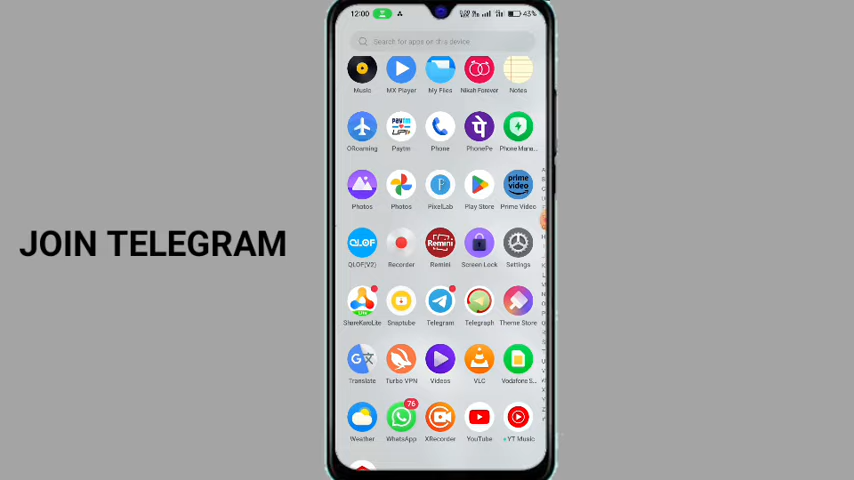 12:00
43%
Search for apps on this device
Music MX Player My Files Nikah Forever Notes
ORoaming Paytm Phone PhonePe Phone Mana...
Photos Photos PixelLab Play Store Prime Video
QLOF(V2) Recorder Remini Screen Lock Settings
JOIN TELEGRAM
ShareKaroLite Snaptube Telegram Telegraph Theme Store
Translate Turbo VPN Videos VLC Vodafone S...
76
Weather WhatsApp XRecorder YouTube YT Music